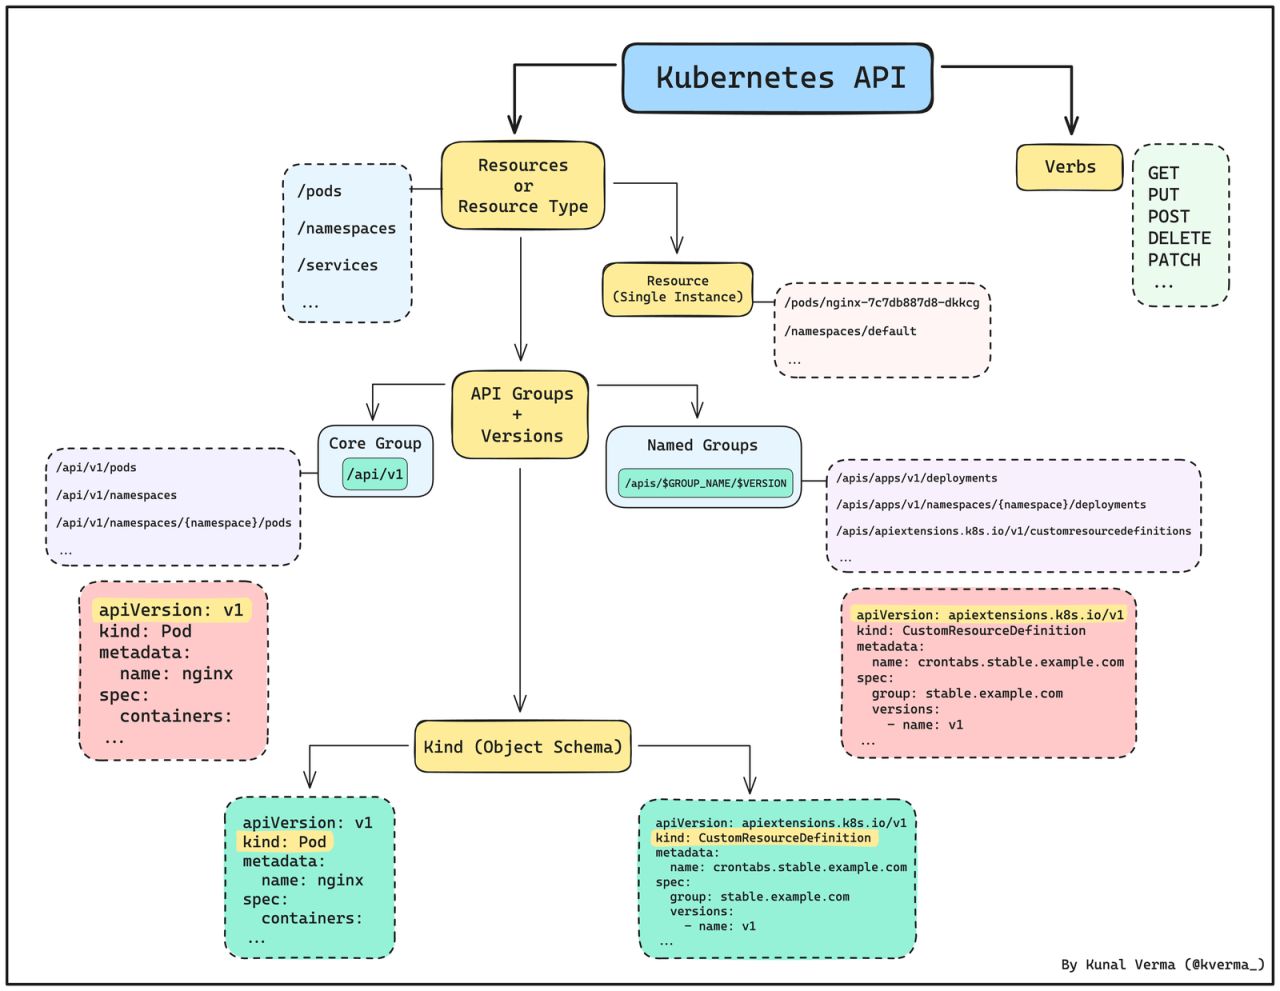 Kubernetes API
Resources
or
Resource Type
/pods
/namespaces
/services
...
Verbs
GET
PUT
POST
DELETE
PATCH
...
Resource
(Single Instance)
/pods/nginx-7c7db887d8-dkkcg
/namespaces/default
...
API Groups
+
Versions
Core Group
/api/v1
/api/v1/pods
/api/v1/namespaces
/api/v1/namespaces/{namespace}/pods
...
Named Groups
/apis/$GROUP_NAME/$VERSION
/apis/apps/v1/deployments
/apis/apps/v1/namespaces/{namespace}/deployments
/apis/apiextensions.k8s.io/v1/customresourcedefinitions
...
apiVersion: v1
kind: Pod
metadata:
  name: nginx
spec:
  containers:
...
apiVersion: apiextensions.k8s.io/v1
kind: CustomResourceDefinition
metadata:
  name: crontabs.stable.example.com
spec:
  group: stable.example.com
  versions:
    - name: v1
...
Kind (Object Schema)
apiVersion: v1
kind: Pod
metadata:
  name: nginx
spec:
  containers:
...
apiVersion: apiextensions.k8s.io/v1
kind: CustomResourceDefinition
metadata:
  name: crontabs.stable.example.com
spec:
  group: stable.example.com
  versions:
    - name: v1
...
By Kunal Verma (@kverma_)